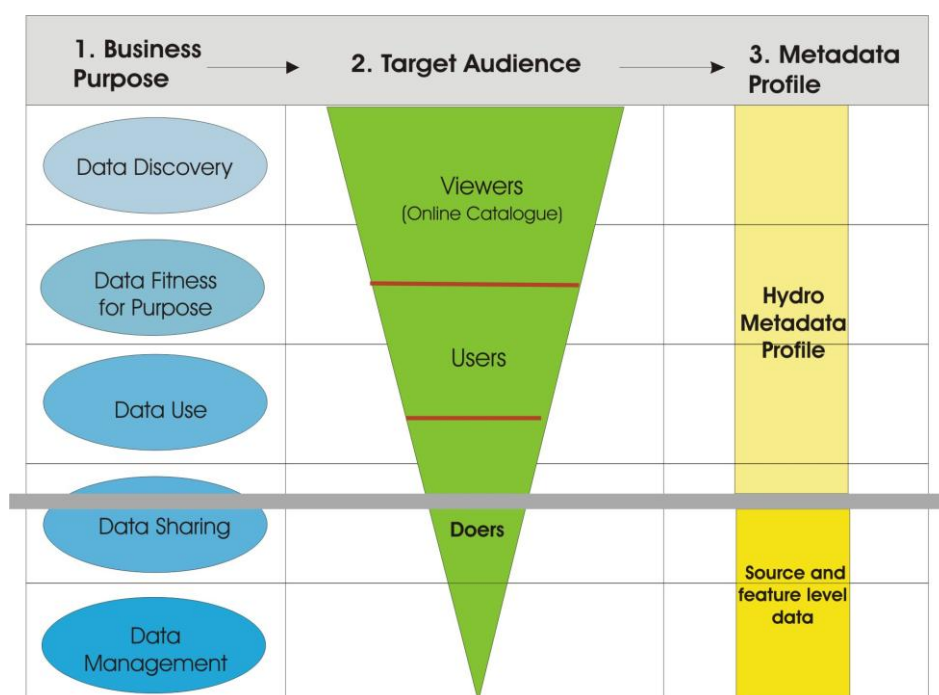 1. Business
Purpose
2. Target Audience
3. Metadata
Profile
Data Discovery
Viewers
(Online Catalogue)
Data Fitness
for Purpose
Hydro
Metadata
Profile
Users
Data Use
Data Sharing
Doers
Source and
feature level
data
Data
Management